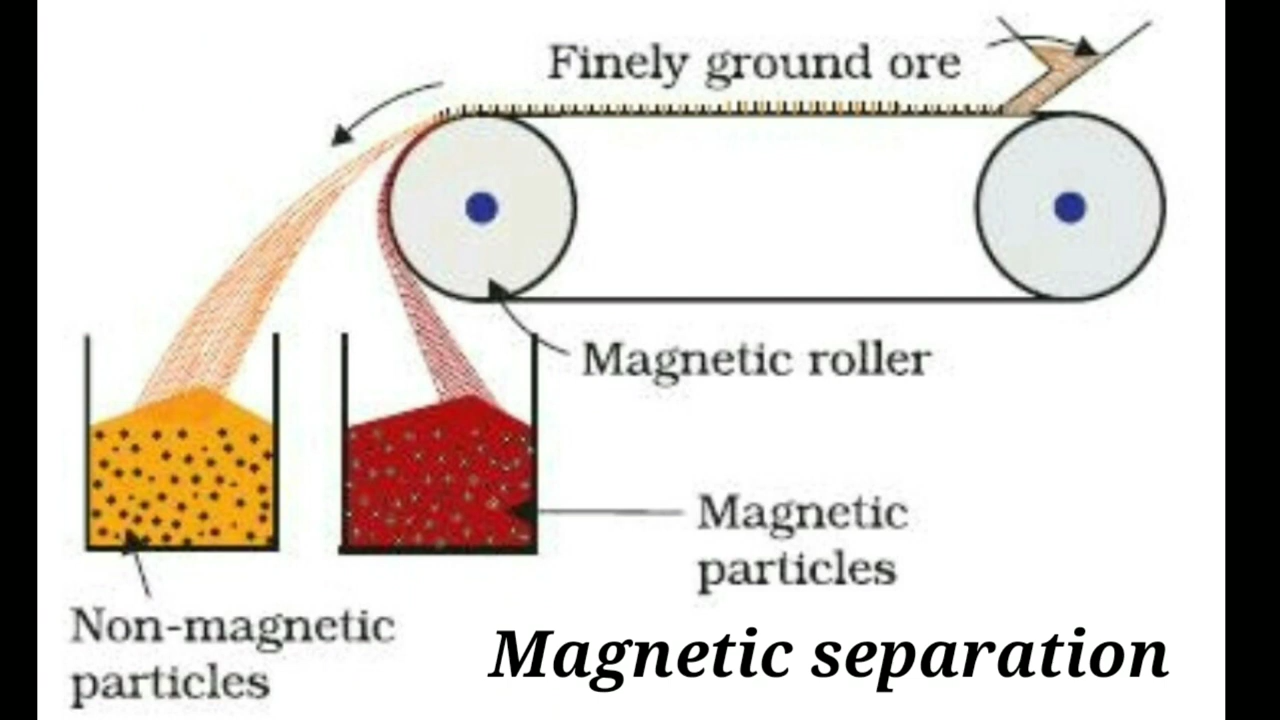 Finely ground ore
Magnetic roller
Magnetic
particles
Non-magnetic
particles
Magnetic separation